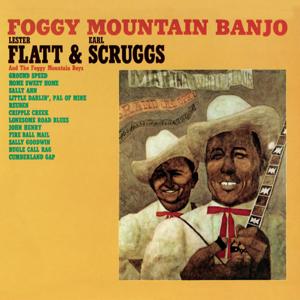 FOGGY MOUNTAIN BANJO
LESTER EARL
FLATT & SCRUGGS
And The Foggy Mountain Boys
GROUND SPEED
HOME SWEET HOME
SALLY ANN
LITTLE DARLIN', PAL OF MINE
REUBEN
CRIPPLE CREEK
LONESOME ROAD BLUES
JOHN HENRY
FIRE BALL MAIL
SALLY GOODWIN
BUGLE CALL RAG
CUMBERLAND GAP
MARTHA WHITE